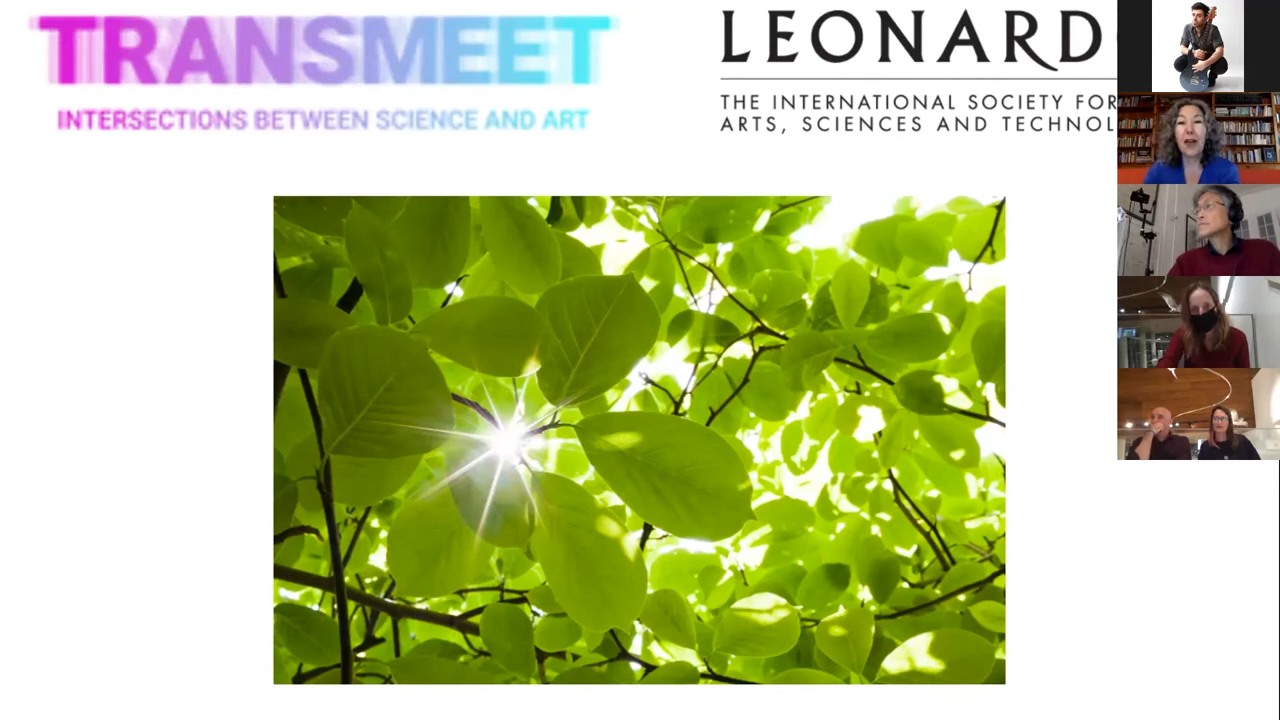 TRANSMEET
INTERSECTIONS BETWEEN SCIENCE AND ART
LEONARD
THE INTERNATIONAL SOCIETY FOR
ARTS, SCIENCES AND TECHNOL